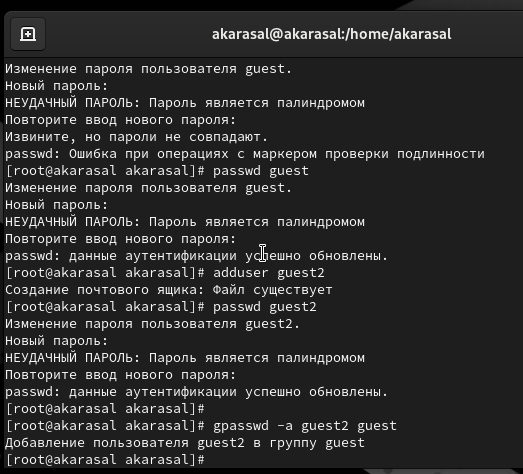 akarasal@akarasal:/home/akarasal
Изменение пароля пользователя guest.
Новый пароль:
НЕУДАЧНЫЙ ПАРОЛЬ: Пароль является палиндромом
Повторите ввод нового пароля:
Извините, но пароли не совпадают.
passwd: Ошибка при операциях с маркером проверки подлинности
[root@akarasal akarasal]# passwd guest
Изменение пароля пользователя guest.
Новый пароль:
НЕУДАЧНЫЙ ПАРОЛЬ: Пароль является палиндромом
Повторите ввод нового пароля:
passwd: данные аутентификации успешно обновлены.
[root@akarasal akarasal]# adduser guest2
Создание почтового ящика: Файл существует
[root@akarasal akarasal]# passwd guest2
Изменение пароля пользователя guest2.
Новый пароль:
НЕУДАЧНЫЙ ПАРОЛЬ: Пароль является палиндромом
Повторите ввод нового пароля:
passwd: данные аутентификации успешно обновлены.
[root@akarasal akarasal]#
[root@akarasal akarasal]# gpasswd -a guest2 guest
Добавление пользователя guest2 в группу guest
[root@akarasal akarasal]#